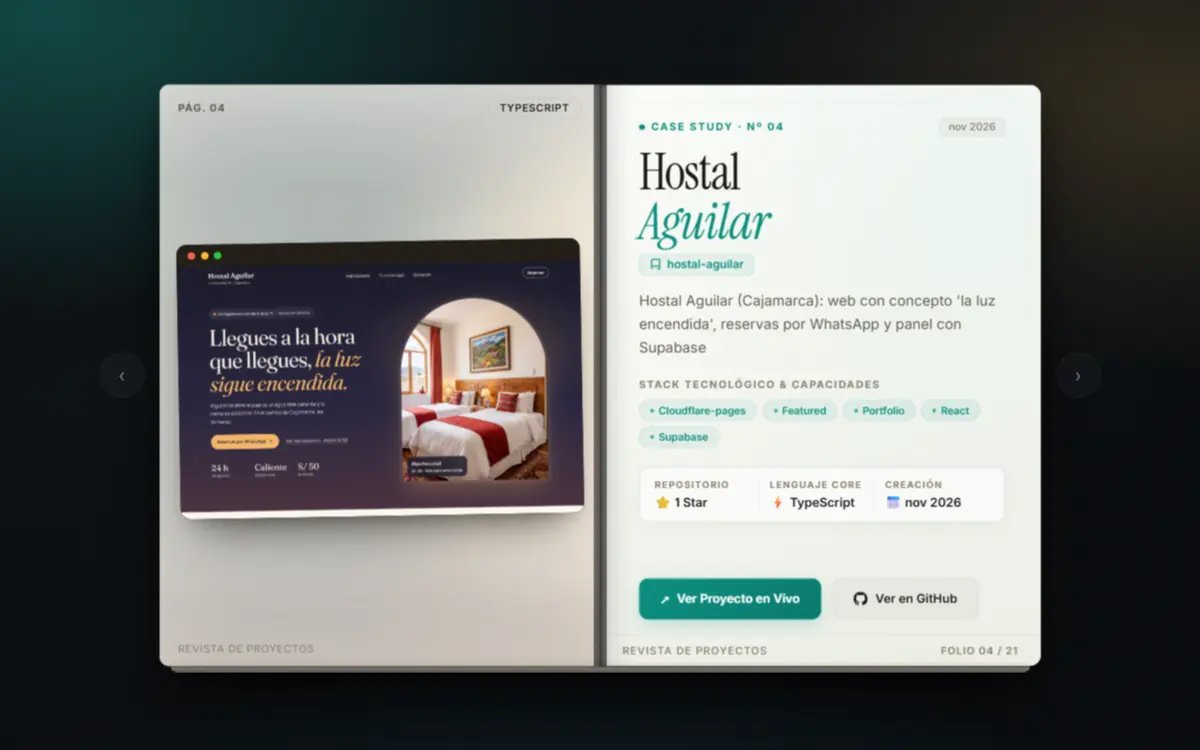 PÁG. 04
TYPESCRIPT
Hostal Aguilar
Llegues a la hora
que llegues, la luz
sigue encendida.
24 h
Caliente
S/ 50
REVISTA DE PROYECTOS
CASE STUDY · Nº 04
nov 2026
Hostal
Aguilar
hostal-aguilar
Hostal Aguilar (Cajamarca): web con concepto 'la luz
encendida', reservas por WhatsApp y panel con
Supabase
STACK TECNOLÓGICO & CAPACIDADES
• Cloudflare-pages
• Featured
• Portfolio
• React
• Supabase
REPOSITORIO
1 Star
LENGUAJE CORE
TypeScript
CREACIÓN
nov 2026
↗ Ver Proyecto en Vivo
Ver en GitHub
REVISTA DE PROYECTOS
FOLIO 04 / 21